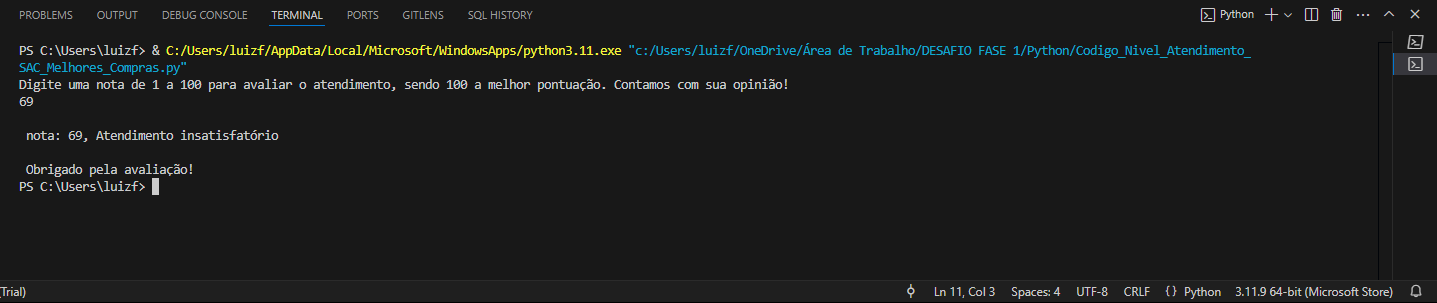 PROBLEMS OUTPUT DEBUG CONSOLE TERMINAL PORTS GITLENS SQL HISTORY Python
PS C:\Users\luizf> & C:/Users/luizf/AppData/Local/Microsoft/WindowsApps/python3.11.exe "c:/Users/luizf/OneDrive/Área de Trabalho/DESAFIO FASE 1/Python/Codigo_Nivel_Atendimento_
SAC_Melhores_Compras.py"
Digite uma nota de 1 a 100 para avaliar o atendimento, sendo 100 a melhor pontuação. Contamos com sua opinião!
69
nota: 69, Atendimento insatisfatório
Obrigado pela avaliação!
PS C:\Users\luizf>
(Trial) Ln 11, Col 3 Spaces: 4 UTF-8 CRLF {} Python 3.11.9 64-bit (Microsoft Store)